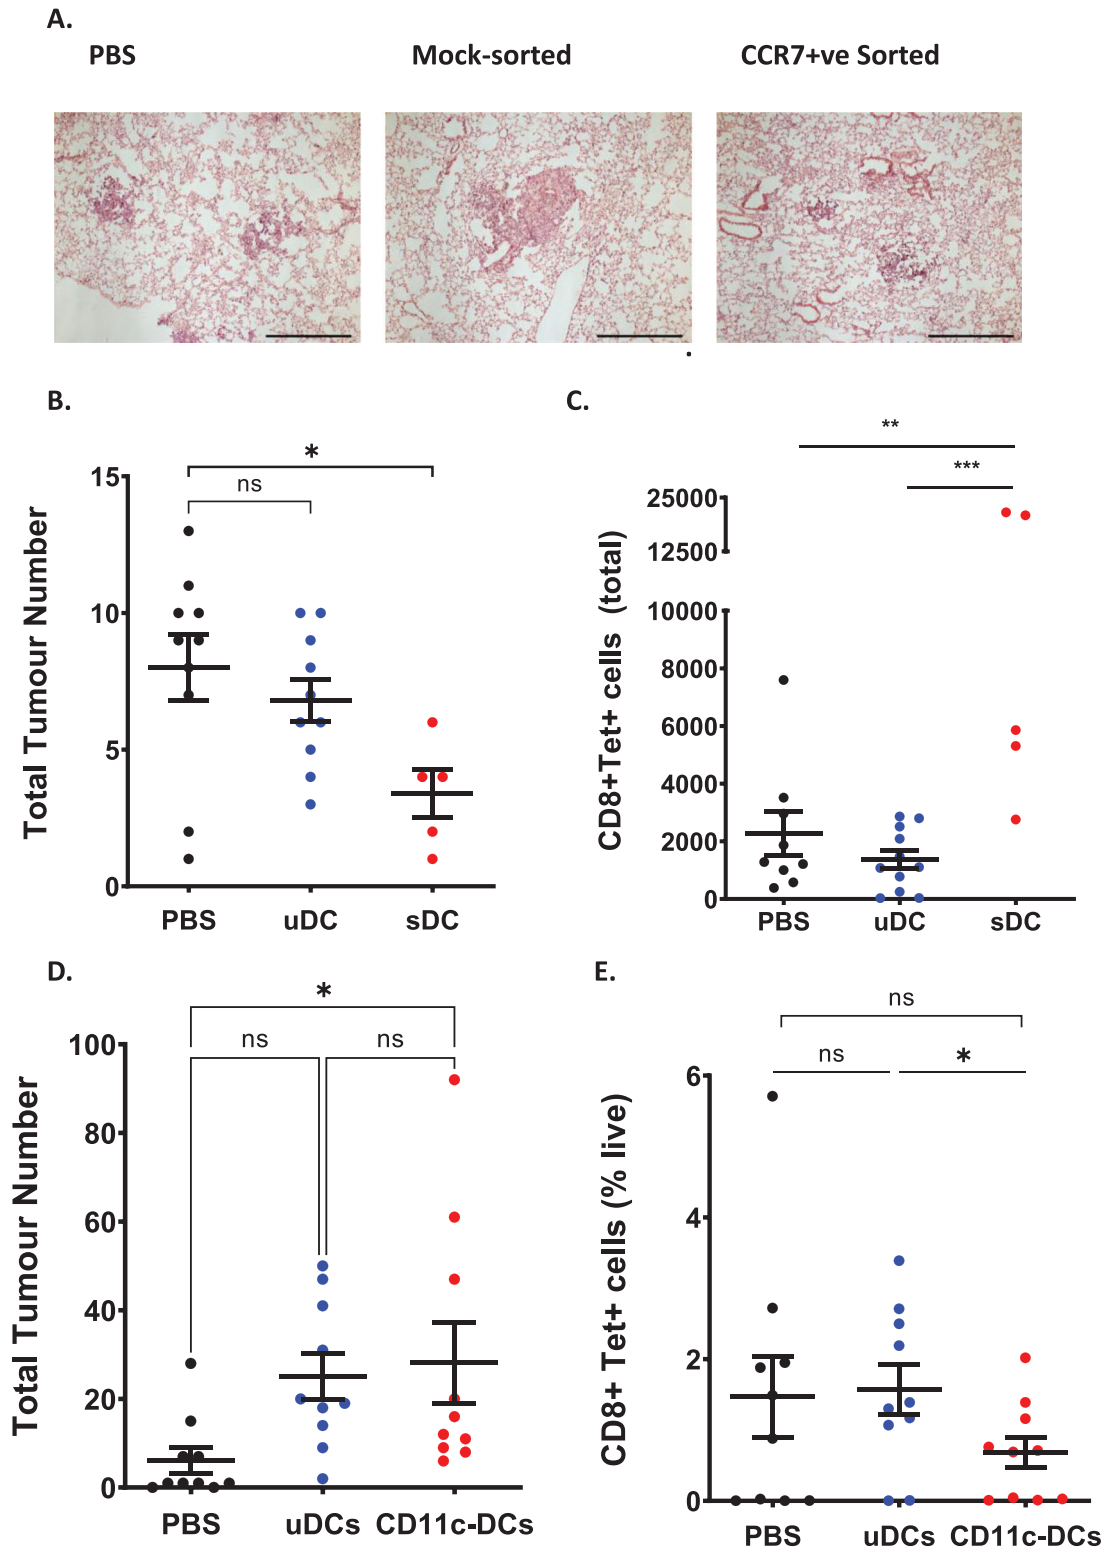 A.
PBS Mock-sorted CCR7+ve Sorted
B.
C.
Total Tumour Number
15
10
5
0
*
ns
PBS uDC sDC
CD8+Tet+ cells (total)
25000
12500
10000
8000
6000
4000
2000
0
**
***
PBS uDC sDC
D.
E.
Total Tumour Number
100
80
60
40
20
0
*
ns ns
PBS uDCs CD11c-DCs
CD8+ Tet+ cells (% live)
6
4
2
0
ns
ns *
PBS uDCs CD11c-DCs